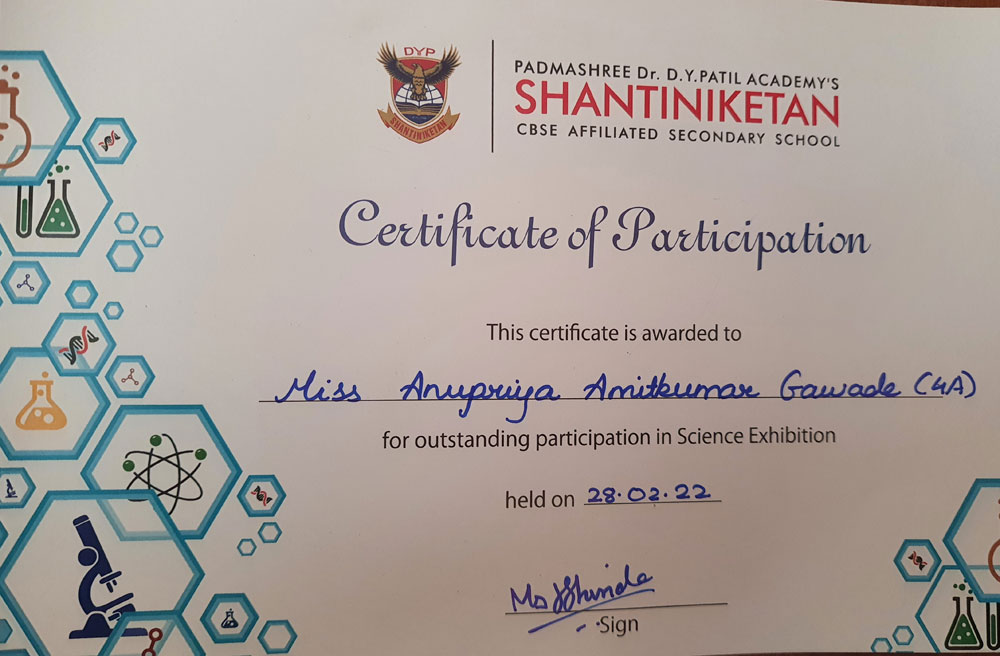 DYP
SHANTINIKETAN
PADMASHREE Dr. D.Y.PATIL ACADEMY'S
SHANTINIKETAN
CBSE AFFILIATED SECONDARY SCHOOL
Certificate of Participation
This certificate is awarded to
Miss Anupriya Amitkumar Gawade (4A)
for outstanding participation in Science Exhibition
held on 28.02.22
Sign